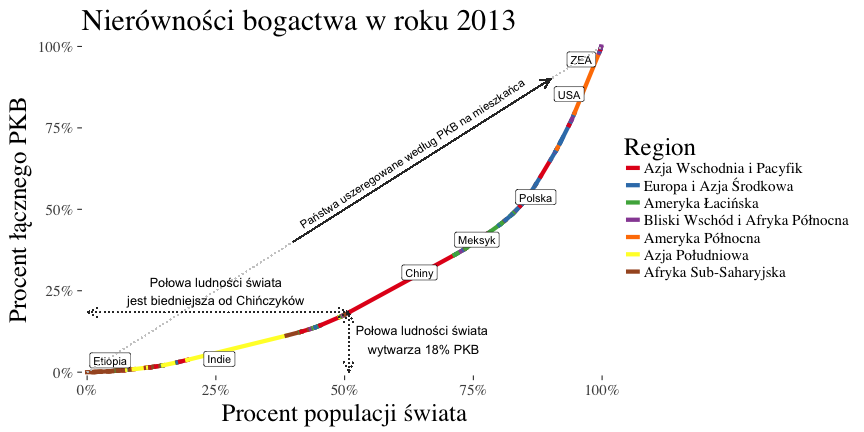 Nierówności bogactwa w roku 2013
Procent łącznego PKB
100%
75%
50%
25%
0%
ZEA
USA
Państwa uszeregowane według PKB na mieszkańca
Polska
Meksyk
Chiny
Połowa ludności świata
jest biedniejsza od Chińczyków
Połowa ludności świata
wytwarza 18% PKB
Etiopia
Indie
0%
25%
50%
75%
100%
Procent populacji świata
Region
Azja Wschodnia i Pacyfik
Europa i Azja Środkowa
Ameryka Łacińska
Bliski Wschód i Afryka Północna
Ameryka Północna
Azja Południowa
Afryka Sub-Saharyjska